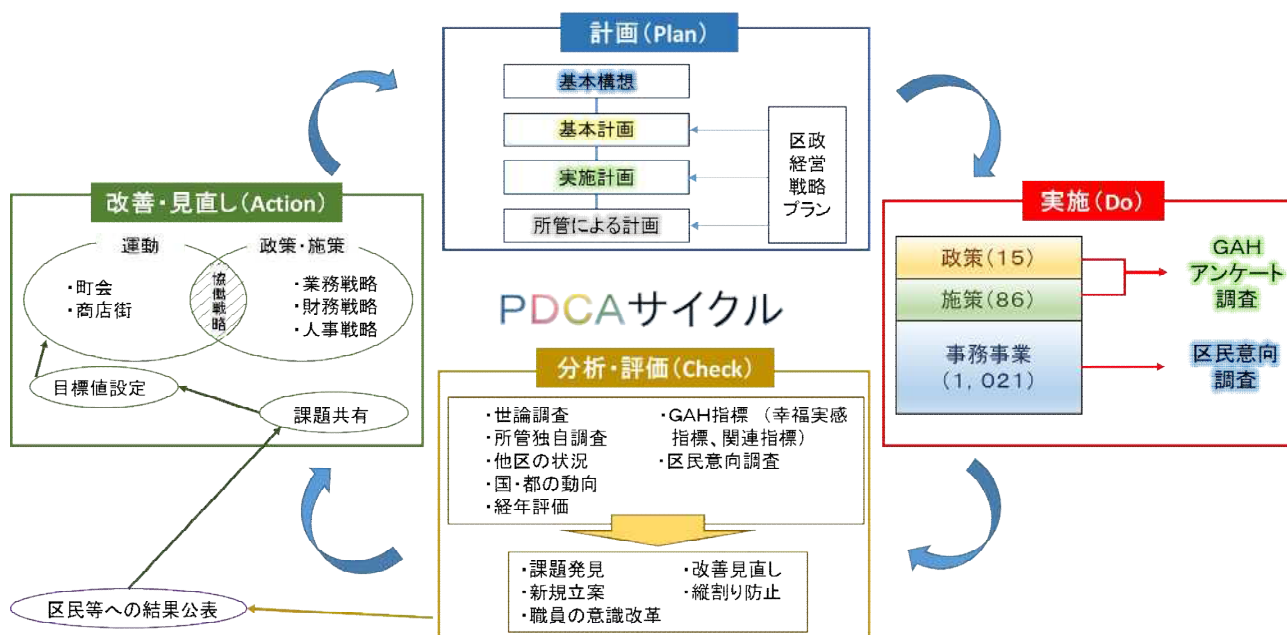 計画(Plan)
基本構想
基本計画
実施計画
所管による計画
区政
経営
戦略
プラン
実施(Do)
政策(15)
施策(86)
事務事業
(1,021)
GAH
アンケート
調査
区民意向
調査
PDCAサイクル
分析・評価(Check)
・世論調査
・所管独自調査
・他区の状況
・国・都の動向
・経年評価
・GAH指標 (幸福実感
指標、関連指標)
・区民意向調査
・課題発見
・新規立案
・職員の意識改革
・改善見直し
・縦割り防止
改善・見直し(Action)
運動
・町会
・商店街
協働戦略
政策・施策
・業務戦略
・財務戦略
・人事戦略
目標値設定
課題共有
区民等への結果公表